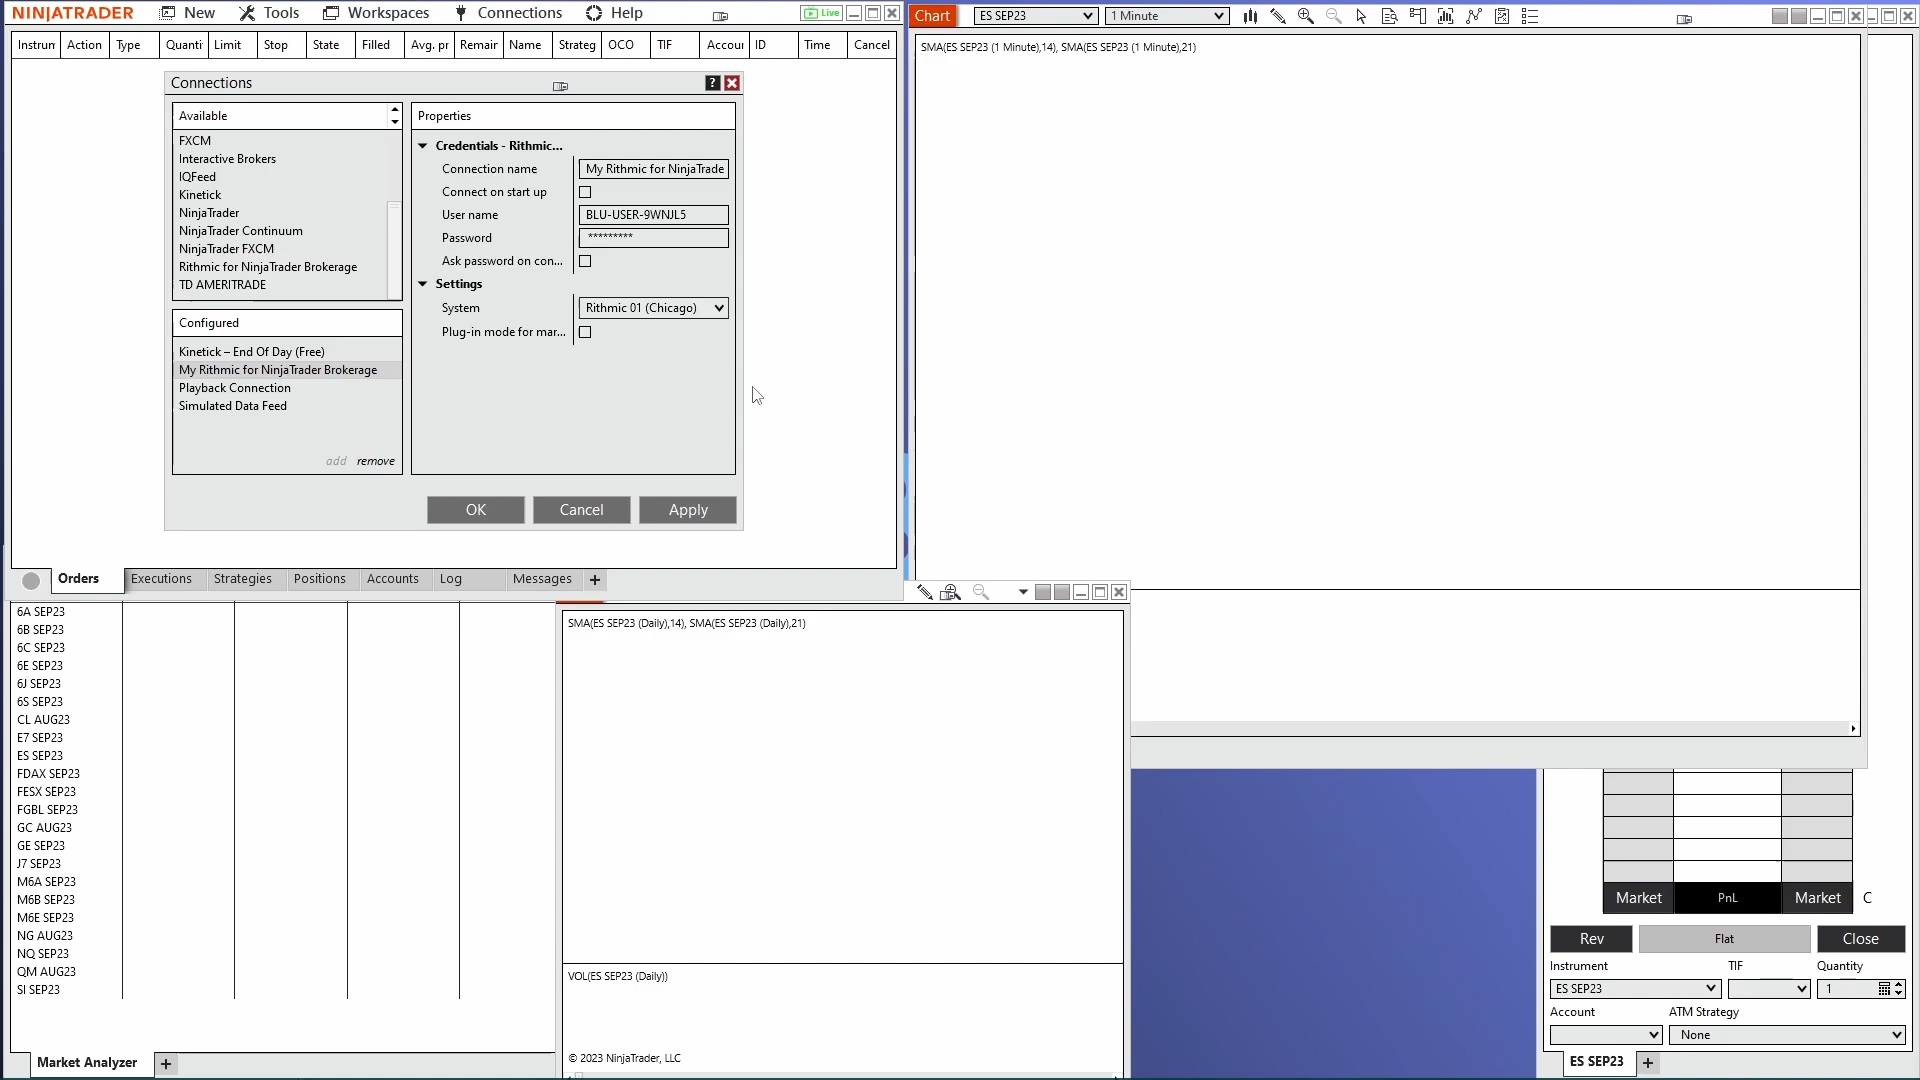 NINJATRADER New Tools Workspaces Connections Help Live
Instrun Action Type Quanti Limit Stop State Filled Avg. pr Remair Name Strateg OCO TIF Accour ID Time Cancel
Connections ?
Available
FXCM
Interactive Brokers
IQFeed
Kinetick
NinjaTrader
NinjaTrader Continuum
NinjaTrader FXCM
Rithmic for NinjaTrader Brokerage
TD AMERITRADE
Configured
Kinetick – End Of Day (Free)
My Rithmic for NinjaTrader Brokerage
Playback Connection
Simulated Data Feed
add remove
Properties
Credentials - Rithmic...
Connection name My Rithmic for NinjaTrade
Connect on start up
User name BLU-USER-9WNJL5
Password *********
Ask password on con...
Settings
System Rithmic 01 (Chicago)
Plug-in mode for mar...
OK Cancel Apply
Orders Executions Strategies Positions Accounts Log Messages +
Chart ES SEP23 1 Minute
SMA(ES SEP23 (1 Minute),14), SMA(ES SEP23 (1 Minute),21)
6A SEP23
6B SEP23
6C SEP23
6E SEP23
6J SEP23
6S SEP23
CL AUG23
E7 SEP23
ES SEP23
FDAX SEP23
FESX SEP23
FGBL SEP23
GC AUG23
GE SEP23
J7 SEP23
M6A SEP23
M6B SEP23
M6E SEP23
NG AUG23
NQ SEP23
QM AUG23
SI SEP23
Market Analyzer +
SMA(ES SEP23 (Daily),14), SMA(ES SEP23 (Daily),21)
VOL(ES SEP23 (Daily))
© 2023 NinjaTrader, LLC
Market PnL Market C
Rev Flat Close
Instrument TIF Quantity
ES SEP23 1
Account ATM Strategy
None
ES SEP23 +